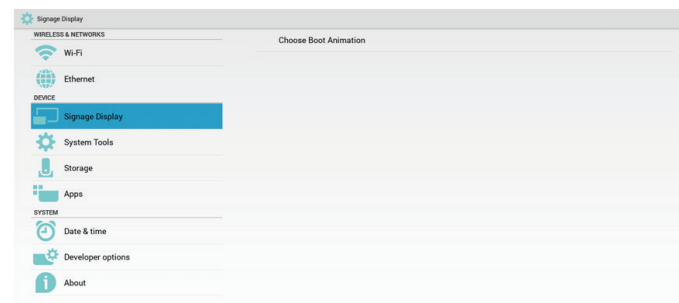 Signage Display
WIRELESS & NETWORKS
Wi-Fi
Ethernet
DEVICE
Signage Display
System Tools
Storage
Apps
SYSTEM
Date & time
Developer options
About
Choose Boot Animation